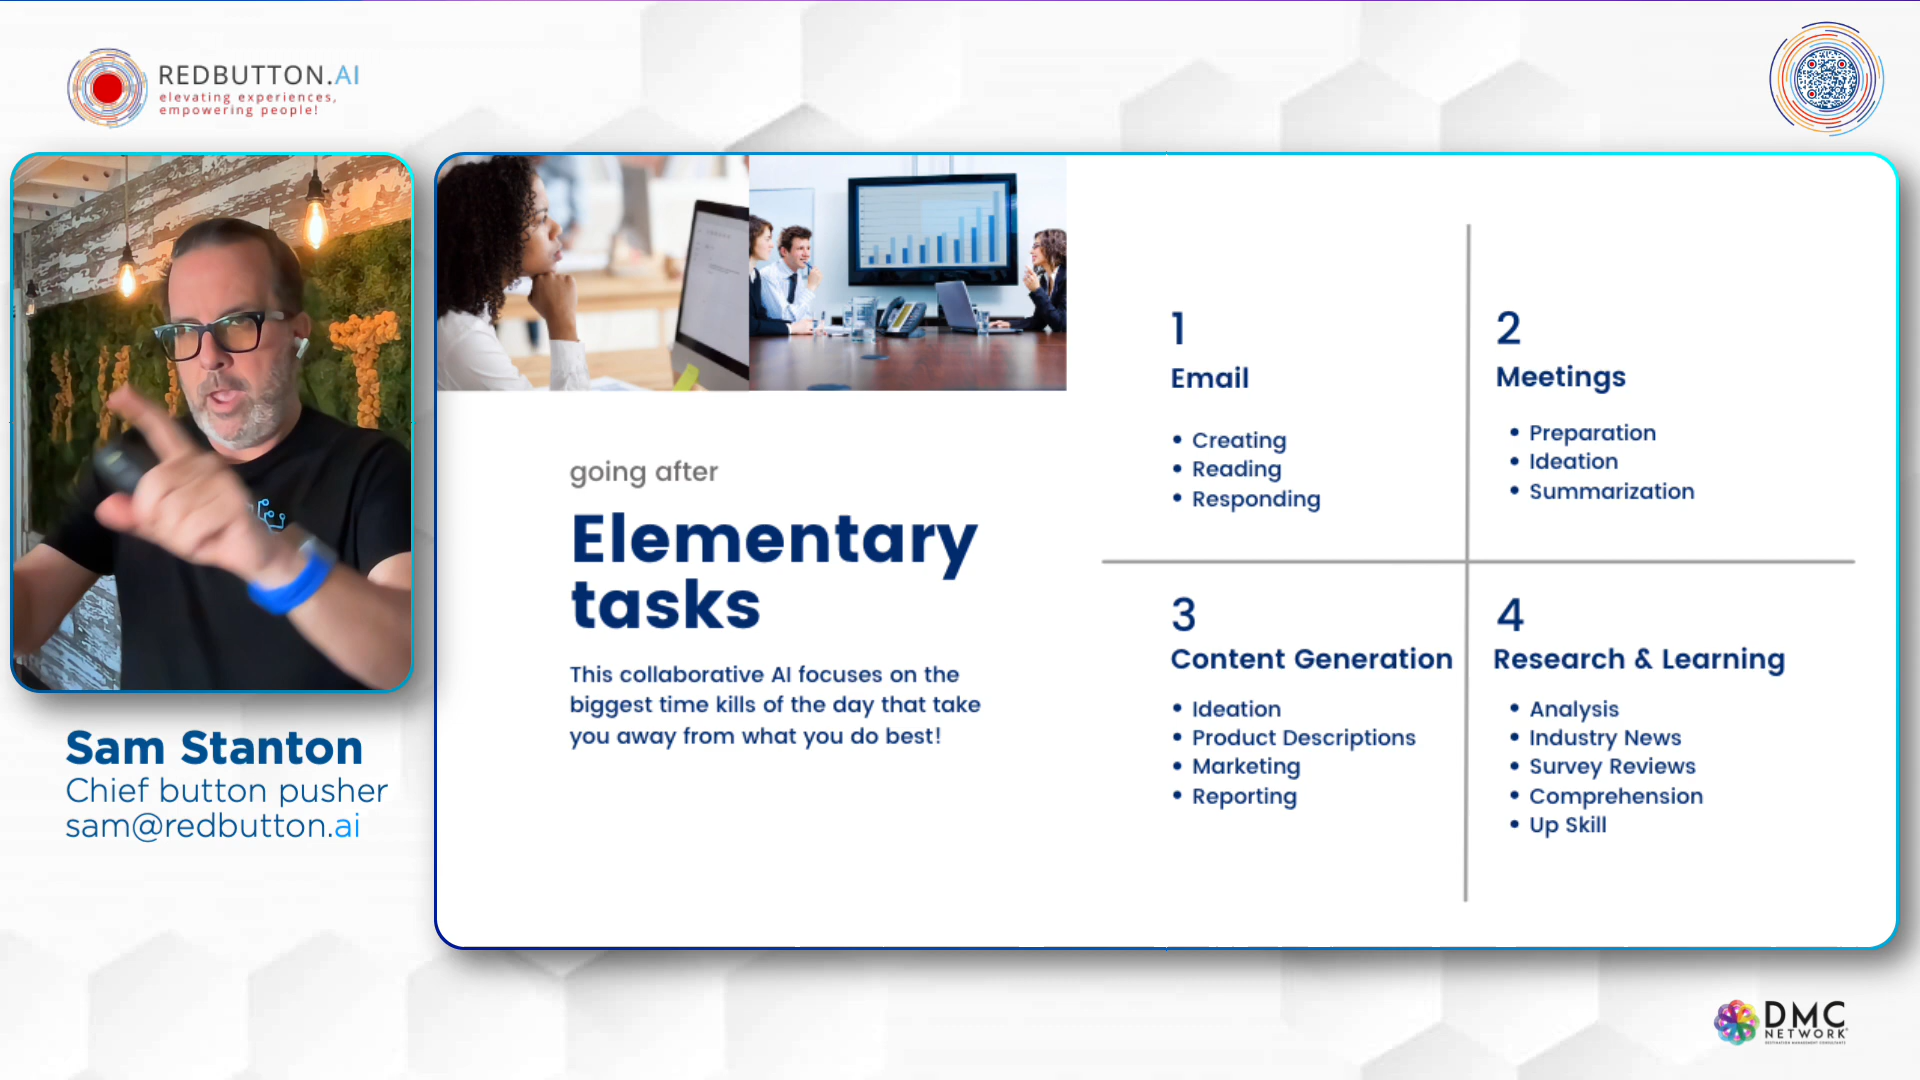 REDBUTTON.AI
elevating experiences,
empowering people!
Sam Stanton
Chief button pusher
sam@redbutton.ai
going after
Elementary
tasks
This collaborative AI focuses on the
biggest time kills of the day that take
you away from what you do best!
1
Email
• Creating
• Reading
• Responding
2
Meetings
• Preparation
• Ideation
• Summarization
3
Content Generation
• Ideation
• Product Descriptions
• Marketing
• Reporting
4
Research & Learning
• Analysis
• Industry News
• Survey Reviews
• Comprehension
• Up Skill
DMC
NETWORK